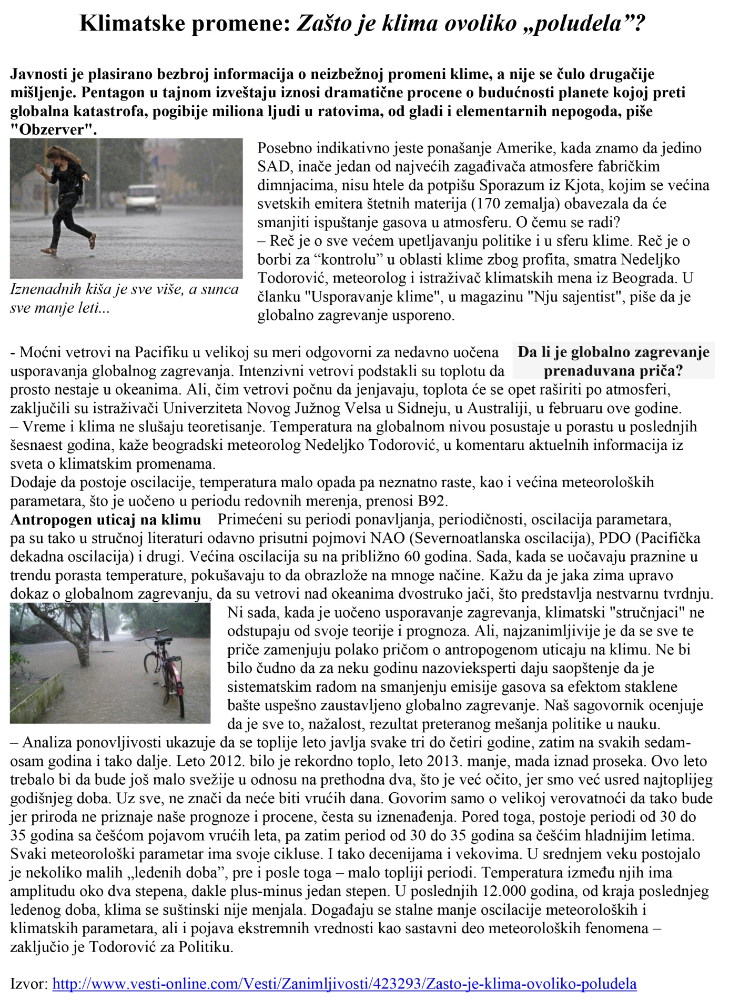 Klimatske promene: Zašto je klima ovoliko „poludela”?
Javnosti je plasirano bezbroj informacija o neizbežnoj promeni klime, a nije se čulo drugačije
mišljenje. Pentagon u tajnom izveštaju iznosi dramatične procene o budućnosti planete kojoj preti
globalna katastrofa, pogibije miliona ljudi u ratovima, od gladi i elementarnih nepogoda, piše
"Obzerver".
Iznenadnih kiša je sve više, a sunca
sve manje leti...
Posebno indikativno jeste ponašanje Amerike, kada znamo da jedino
SAD, inače jedan od najvećih zagađivača atmosfere fabričkim
dimnjacima, nisu htele da potpišu Sporazum iz Kjota, kojim se većina
svetskih emitera štetnih materija (170 zemalja) obavezala da će
smanjiti ispuštanje gasova u atmosferu. O čemu se radi?
– Reč je o sve većem upetljavanju politike i u sferu klime. Reč je o
borbi za “kontrolu” u oblasti klime zbog profita, smatra Nedeljko
Todorović, meteorolog i istraživač klimatskih mena iz Beograda. U
članku "Usporavanje klime", u magazinu "Nju sajentist", piše da je
globalno zagrevanje usporeno.
Da li je globalno zagrevanje
prenaduvana priča?
- Moćni vetrovi na Pacifiku u velikoj su meri odgovorni za nedavno uočena
usporavanja globalnog zagrevanja. Intenzivni vetrovi podstakli su toplotu da
prosto nestaje u okeanima. Ali, čim vetrovi počnu da jenjavaju, toplota će se opet raširiti po atmosferi,
zaključili su istraživači Univerziteta Novog Južnog Velsa u Sidneju, u Australiji, u februaru ove godine.
– Vreme i klima ne slušaju teoretisanje. Temperatura na globalnom nivou posustaje u porastu u poslednjih
šesnaest godina, kaže beogradski meteorolog Nedeljko Todorović, u komentaru aktuelnih informacija iz
sveta o klimatskim promenama.
Dodaje da postoje oscilacije, temperatura malo opada pa neznatno raste, kao i većina meteoroloških
parametara, što je uočeno u periodu redovnih merenja, prenosi B92.
Antropogen uticaj na klimu Primećeni su periodi ponavljanja, periodičnosti, oscilacija parametara,
pa su tako u stručnoj literaturi odavno prisutni pojmovi NAO (Severnoatlanska oscilacija), PDO (Pacifička
dekadna oscilacija) i drugi. Većina oscilacija su na približno 60 godina. Sada, kada se uočavaju praznine u
trendu porasta temperature, pokušavaju to da obrazlože na mnoge načine. Kažu da je jaka zima upravo
dokaz o globalnom zagrevanju, da su vetrovi nad okeanima dvostruko jači, što predstavlja nestvarnu tvrdnju.
Ni sada, kada je uočeno usporavanje zagrevanja, klimatski "stručnjaci" ne
odstupaju od svoje teorije i prognoza. Ali, najzanimljivije je da se sve te
priče zamenjuju polako pričom o antropogenom uticaju na klimu. Ne bi
bilo čudno da za neku godinu nazovieksperti daju saopštenje da je
sistematskim radom na smanjenju emisije gasova sa efektom staklene
bašte uspešno zaustavljeno globalno zagrevanje. Naš sagovornik ocenjuje
da je sve to, nažalost, rezultat preteranog mešanja politike u nauku.
– Analiza ponovljivosti ukazuje da se toplije leto javlja svake tri do četiri godine, zatim na svakih sedam-
osam godina i tako dalje. Leto 2012. bilo je rekordno toplo, leto 2013. manje, mada iznad proseka. Ovo leto
trebalo bi da bude još malo svežije u odnosu na prethodna dva, što je već očito, jer smo već usred najtoplijeg
godišnjeg doba. Uz sve, ne znači da neće biti vrućih dana. Govorim samo o velikoj verovatnoći da tako bude
jer priroda ne priznaje naše prognoze i procene, česta su iznenađenja. Pored toga, postoje periodi od 30 do
35 godina sa češćom pojavom vrućih leta, pa zatim period od 30 do 35 godina sa češćim hladnijim letima.
Svaki meteorološki parametar ima svoje cikluse. I tako decenijama i vekovima. U srednjem veku postojalo
je nekoliko malih „ledenih doba”, pre i posle toga – malo topliji periodi. Temperatura između njih ima
amplitudu oko dva stepena, dakle plus-minus jedan stepen. U poslednjih 12.000 godina, od kraja poslednjeg
ledenog doba, klima se suštinski nije menjala. Događaju se stalne manje oscilacije meteoroloških i
klimatskih parametara, ali i pojava ekstremnih vrednosti kao sastavni deo meteoroloških fenomena –
zaključio je Todorović za Politiku.
Izvor: http://www.vesti-online.com/Vesti/Zanimljivosti/423293/Zasto-je-klima-ovoliko-poludela